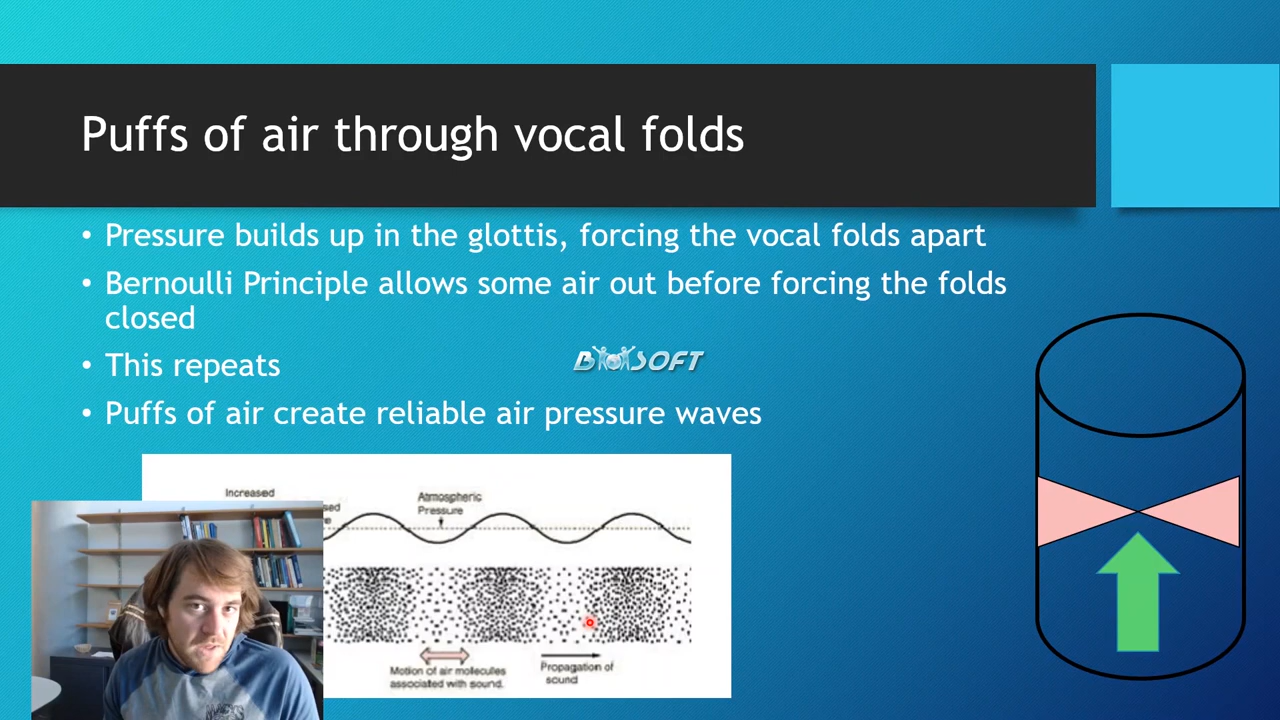 Puffs of air through vocal folds
• Pressure builds up in the glottis, forcing the vocal folds apart
• Bernoulli Principle allows some air out before forcing the folds
closed
• This repeats
• Puffs of air create reliable air pressure waves
BIOSOFT
Increased
Atmospheric
Pressure
Motion of air molecules
associated with sound.
Propagation of
sound